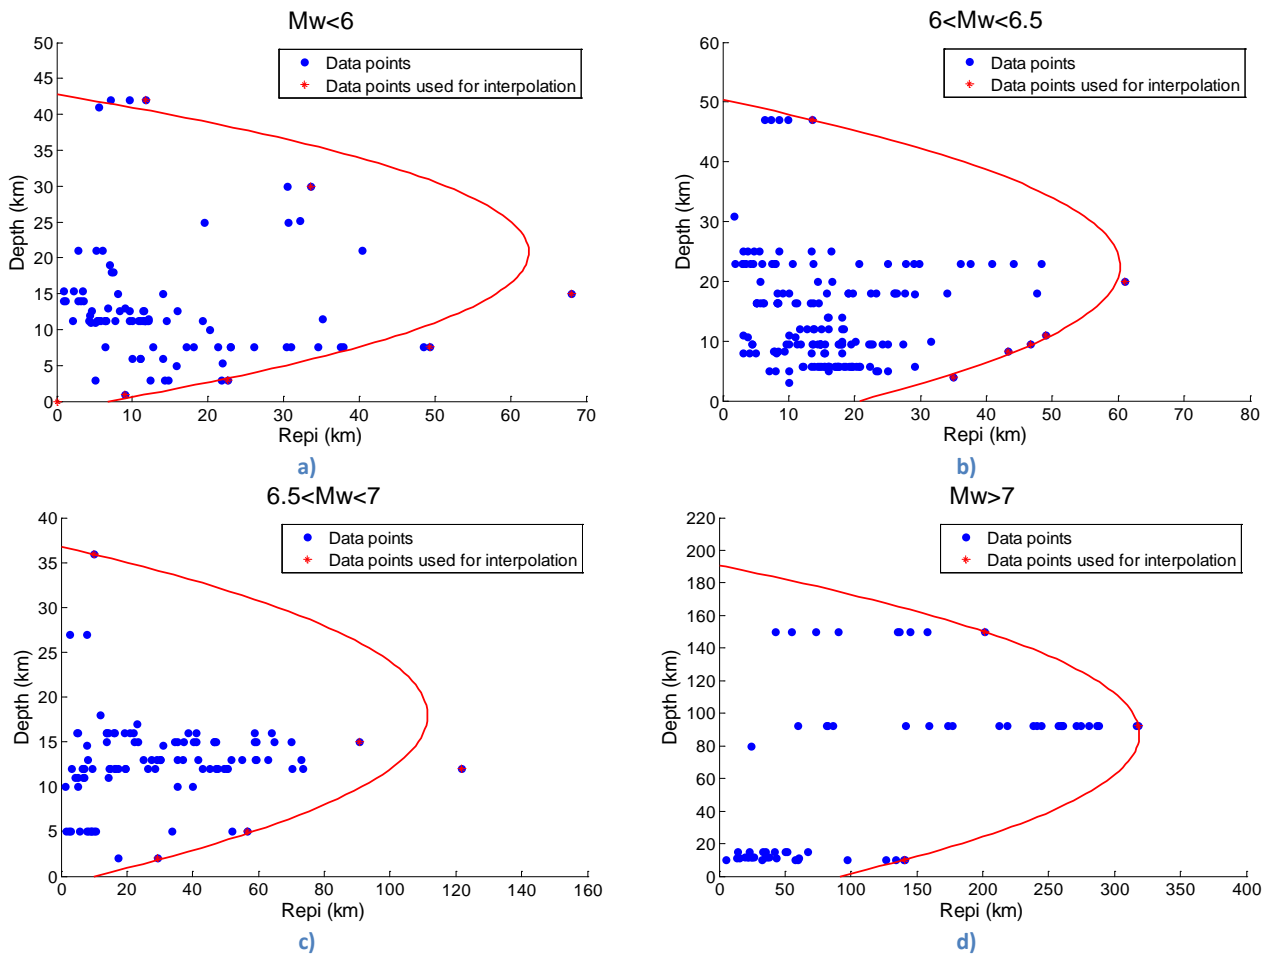 Mw<6
50
45
40
35
30
25
20
15
10
5
0
Depth (km)
Data points
Data points used for interpolation
0 10 20 30 40 50 60 70
Repi (km)
a)
6<Mw<6.5
60
50
40
30
20
10
0
Depth (km)
Data points
Data points used for interpolation
0 10 20 30 40 50 60 70 80
Repi (km)
b)
6.5<Mw<7
40
35
30
25
20
15
10
5
0
Depth (km)
Data points
Data points used for interpolation
0 20 40 60 80 100 120 140 160
Repi (km)
c)
Mw>7
220
200
180
160
140
120
100
80
60
40
20
0
Depth (km)
Data points
Data points used for interpolation
0 50 100 150 200 250 300 350 400
Repi (km)
d)